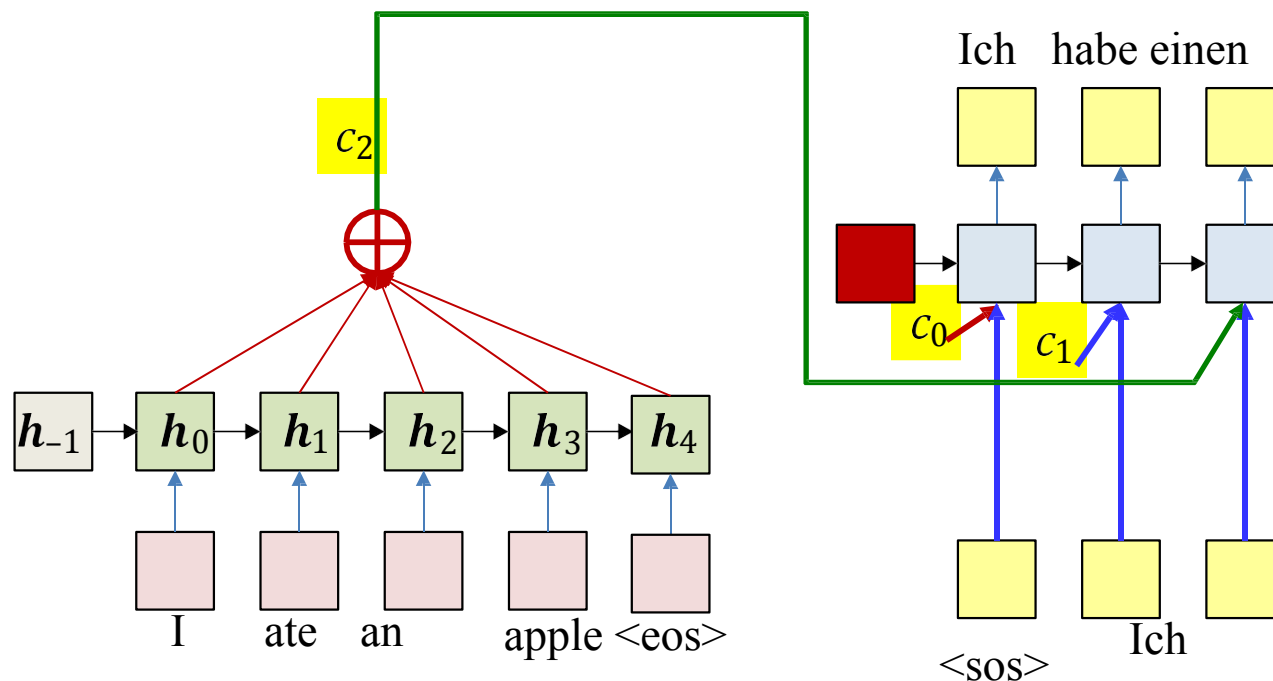 Ich habe einen
c₂
c₀
c₁
h₋₁ h₀ h₁ h₂ h₃ h₄
I ate an apple <eos>
Ich
<sos>